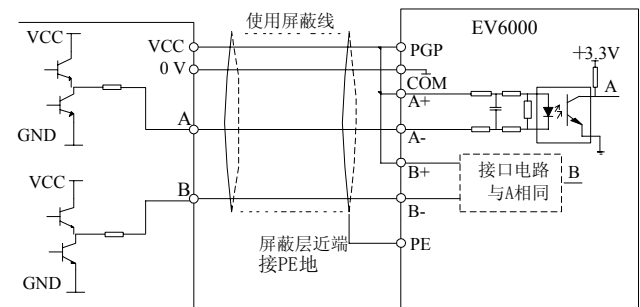 使用屏蔽线
EV6000
VCC
VCC
PGP
+3.3V
0 V
COM
A+
A
A
A-
GND
B+
接口电路
与A相同
B
VCC
B
B-
屏蔽层近端
接PE地
PE
GND